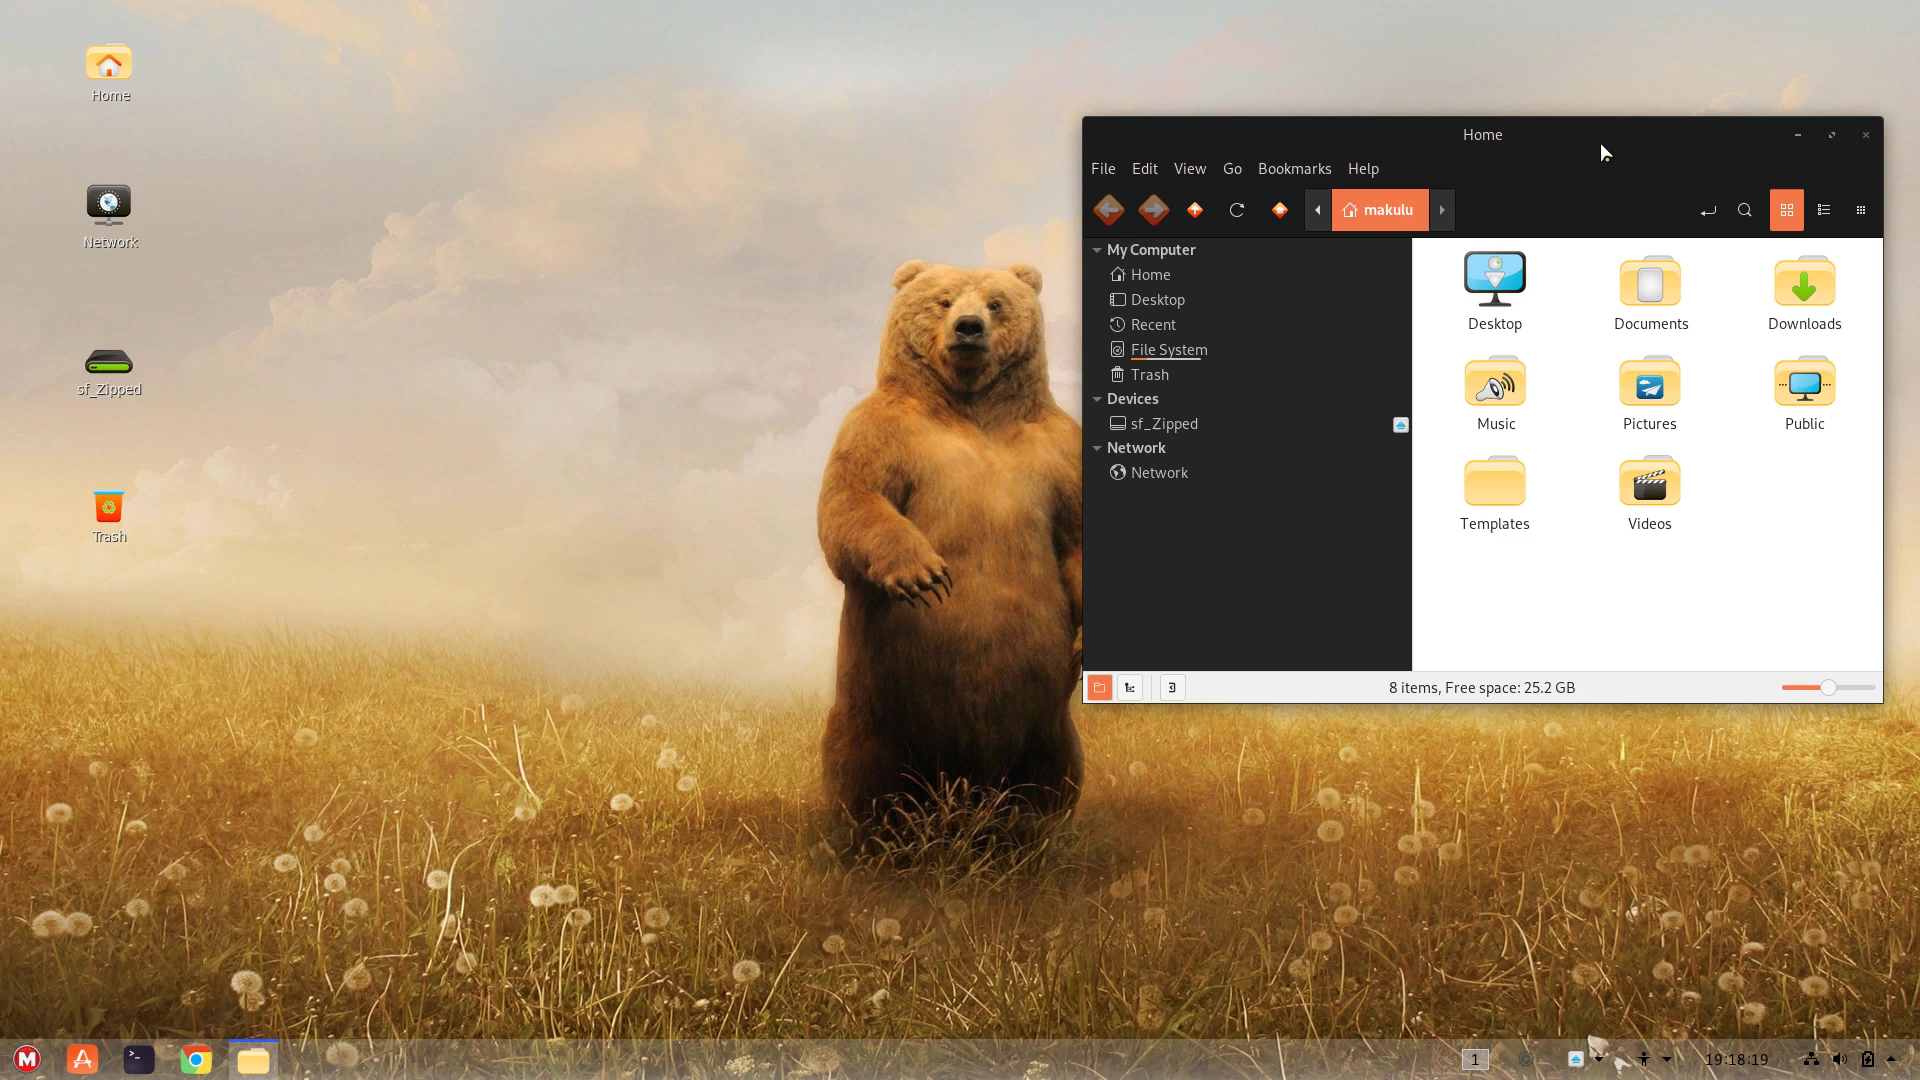 Home
Network
sf_Zipped
Trash
Home
File Edit View Go Bookmarks Help
makulu
My Computer
Home
Desktop
Recent
File System
Trash
Devices
sf_Zipped
Network
Network
Desktop Documents Downloads
Music Pictures Public
Templates Videos
8 items, Free space: 25.2 GB
M A >_ 1 19:18:19